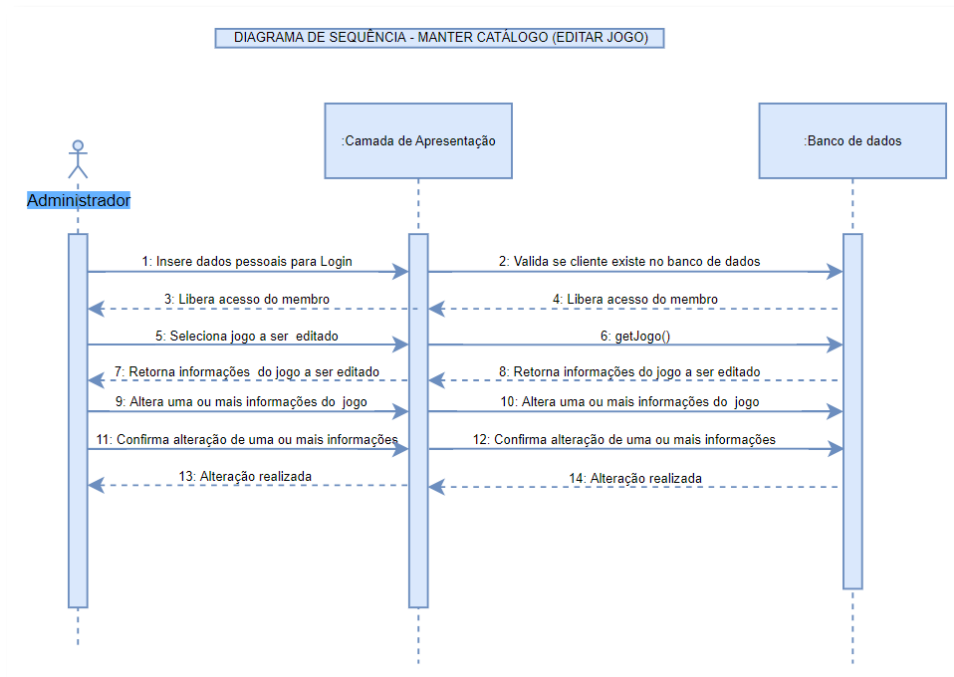 DIAGRAMA DE SEQUÊNCIA - MANTER CATÁLOGO (EDITAR JOGO)
:Camada de Apresentação
:Banco de dados
Administrador
1: Insere dados pessoais para Login
2: Valida se cliente existe no banco de dados
3: Libera acesso do membro
4: Libera acesso do membro
5: Seleciona jogo a ser editado
6: getJogo()
7: Retorna informações do jogo a ser editado
8: Retorna informações do jogo a ser editado
9: Altera uma ou mais informações do jogo
10: Altera uma ou mais informações do jogo
11: Confirma alteração de uma ou mais informações
12: Confirma alteração de uma ou mais informações
13: Alteração realizada
14: Alteração realizada